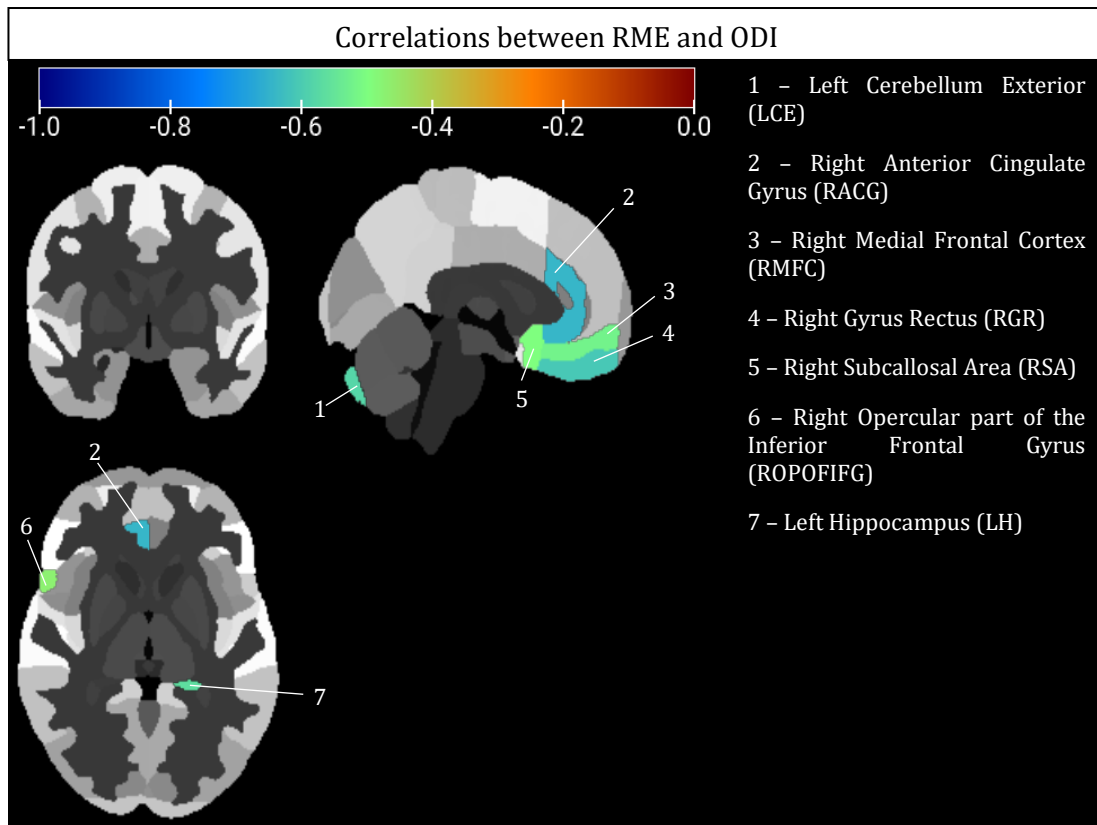 Correlations between RME and ODI
-1.0 -0.8 -0.6 -0.4 -0.2 0.0
1 – Left Cerebellum Exterior
(LCE)
2 – Right Anterior Cingulate
Gyrus (RACG)
3 – Right Medial Frontal Cortex
(RMFC)
4 – Right Gyrus Rectus (RGR)
5 – Right Subcallosal Area (RSA)
6 – Right Opercular part of the
Inferior Frontal Gyrus
(ROPOFIFG)
7 – Left Hippocampus (LH)
2
3
4
5
1
2
6
7